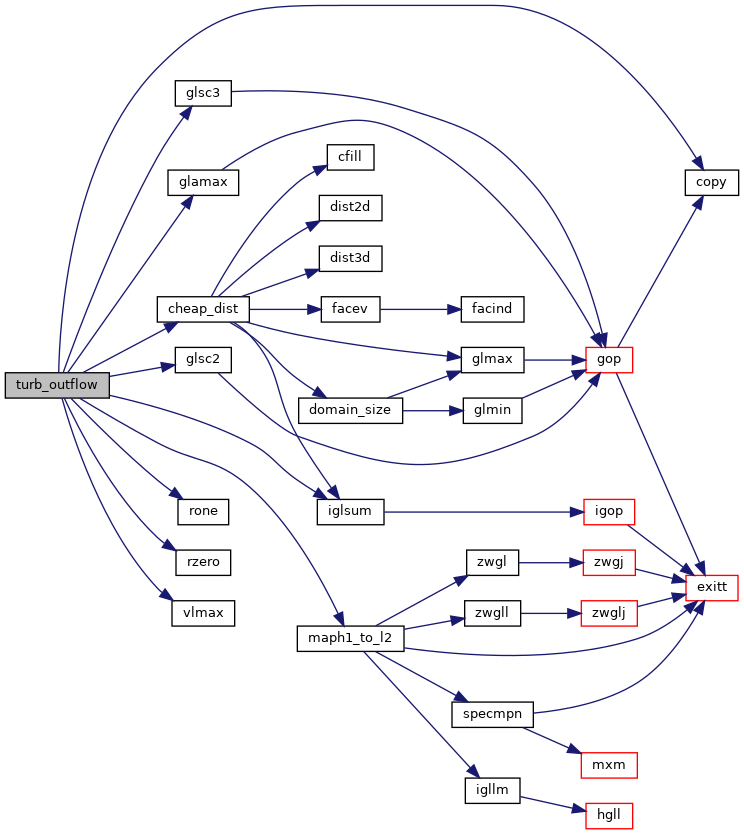 glsc3
cfill
glamax
copy
dist2d
dist3d
cheap_dist
facev
facind
glsc2
glmax
gop
turb_outflow
domain_size
glmin
rone
iglsum
igop
rzero
zwgl
zwgj
exitt
vlmax
zwgll
zwglj
maph1_to_l2
specmpn
mxm
igllm
hgll